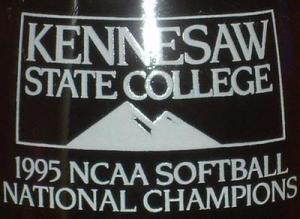 KENNESAW
STATE COLLEGE
1995 NCAA SOFTBALL
NATIONAL CHAMPIONS